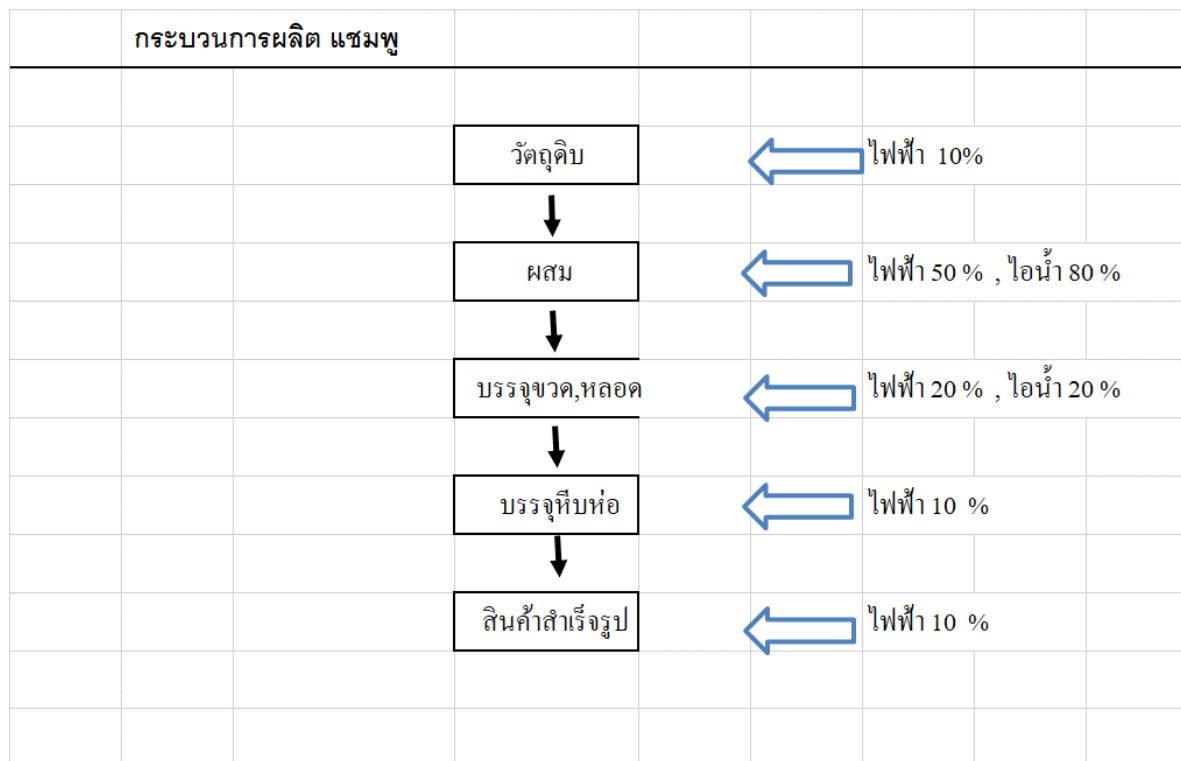 กระบวนการผลิต แชมพู
วัตถุดิบ
ไฟฟ้า 10%
ผสม
ไฟฟ้า 50 % , ไอน้ำ 80 %
บรรจุขวด,หลอด
ไฟฟ้า 20 % , ไอน้ำ 20 %
บรรจุหีบห่อ
ไฟฟ้า 10 %
สินค้าสำเร็จรูป
ไฟฟ้า 10 %